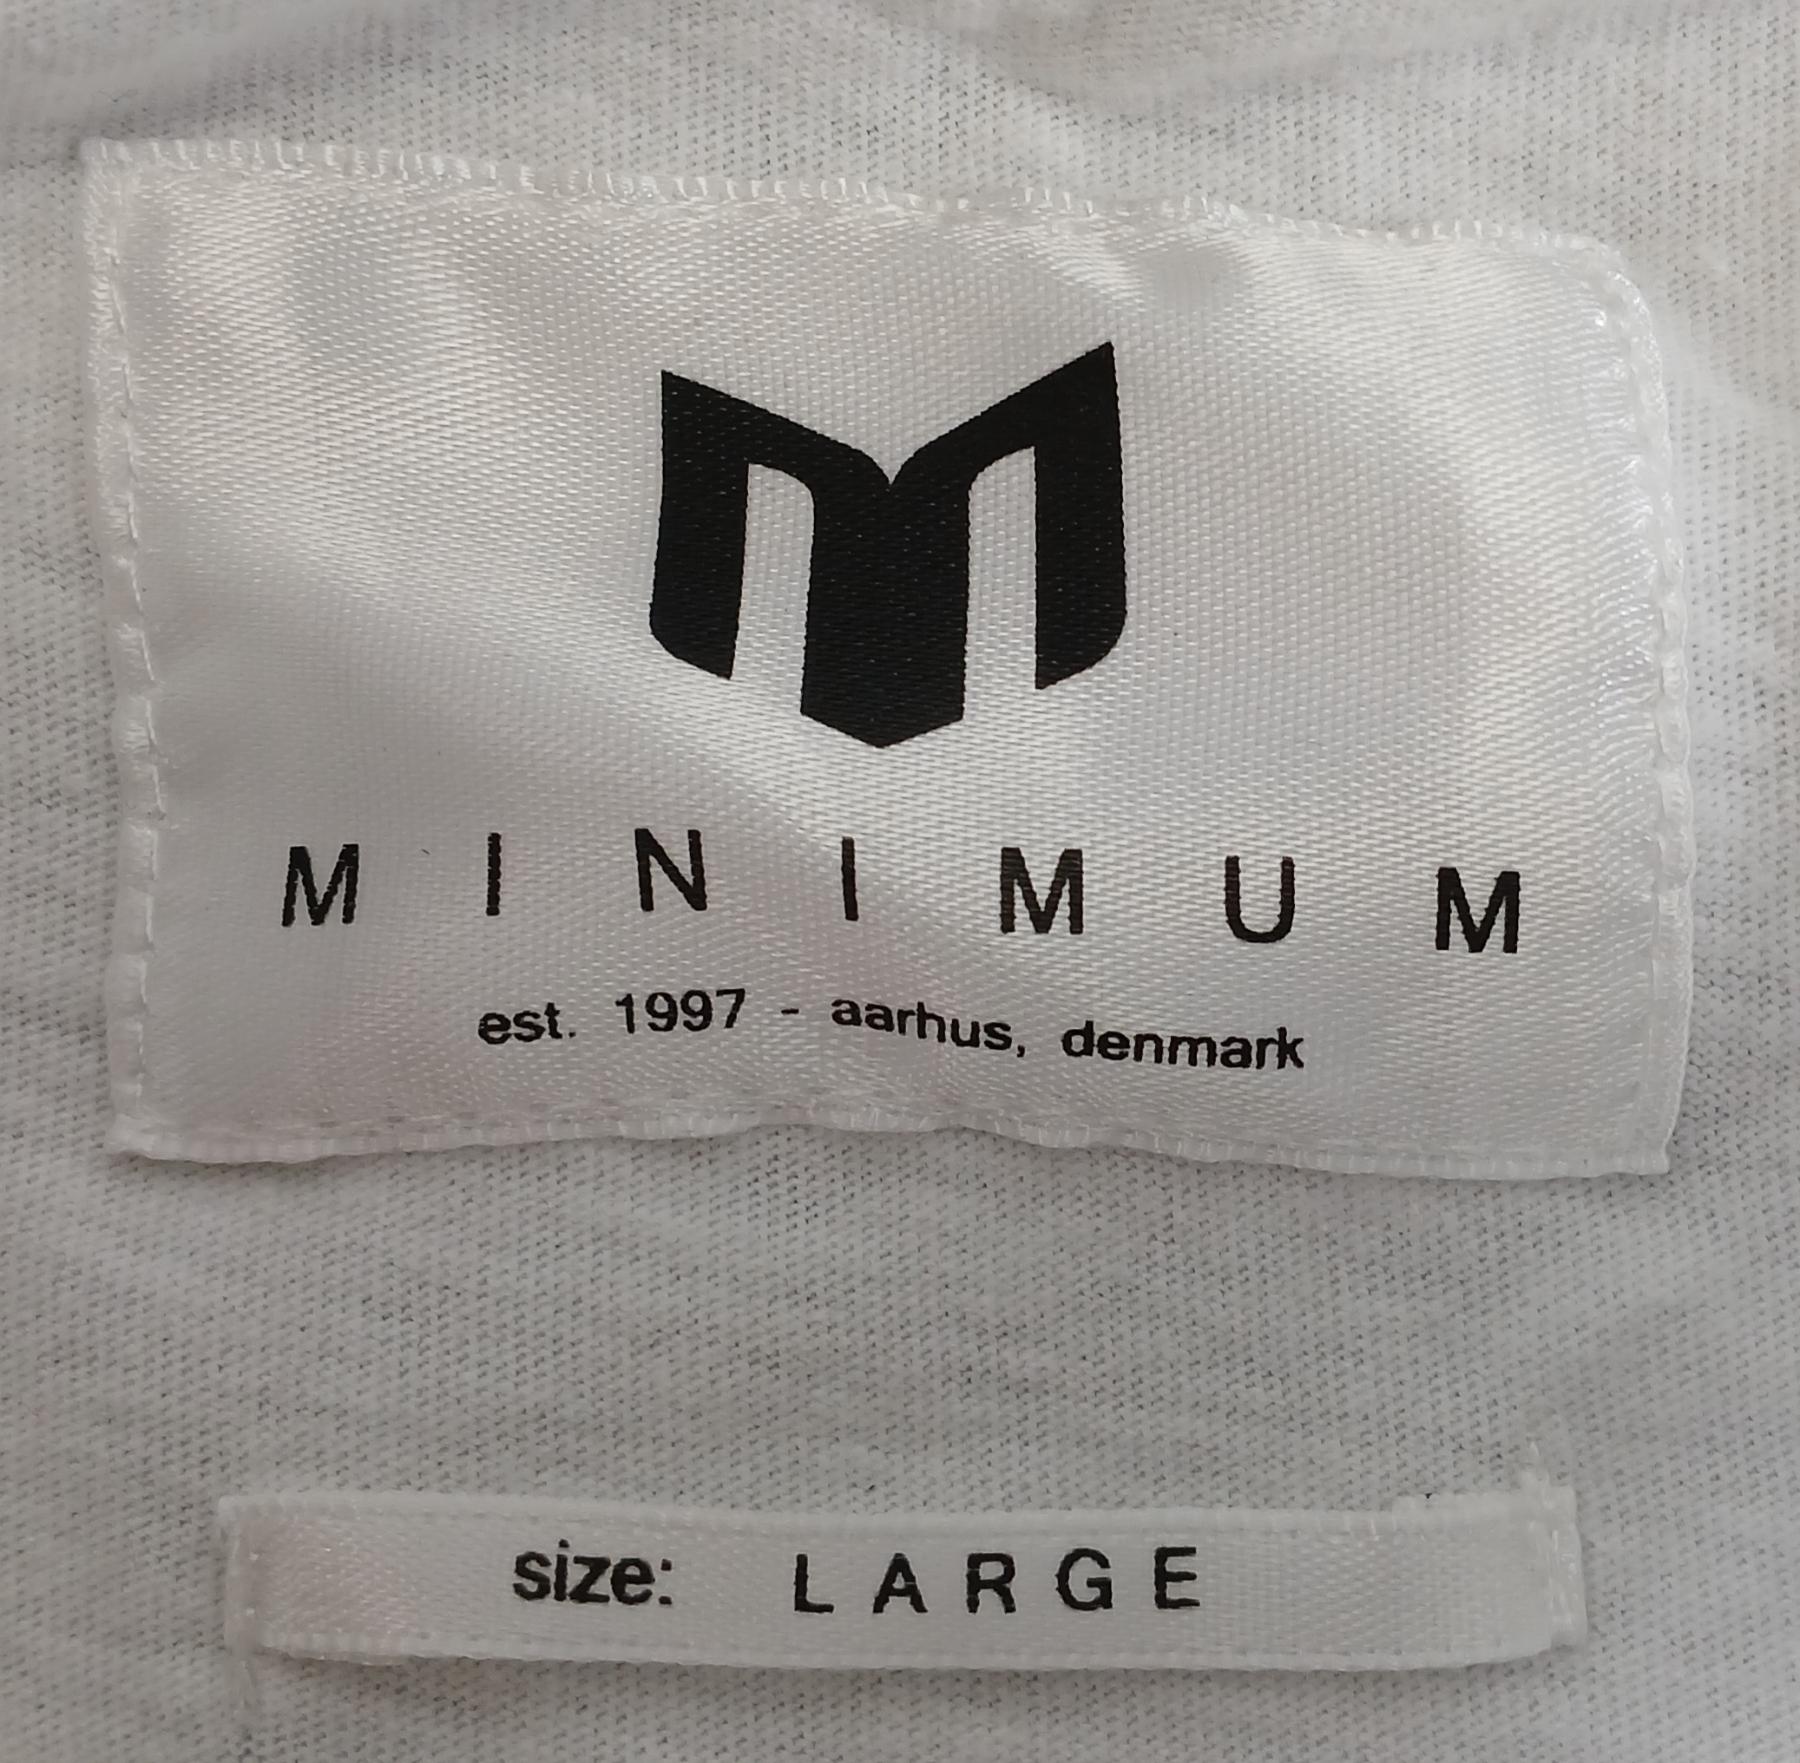 MINIMUM
est. 1997 - aarhus, denmark
size: LARGE